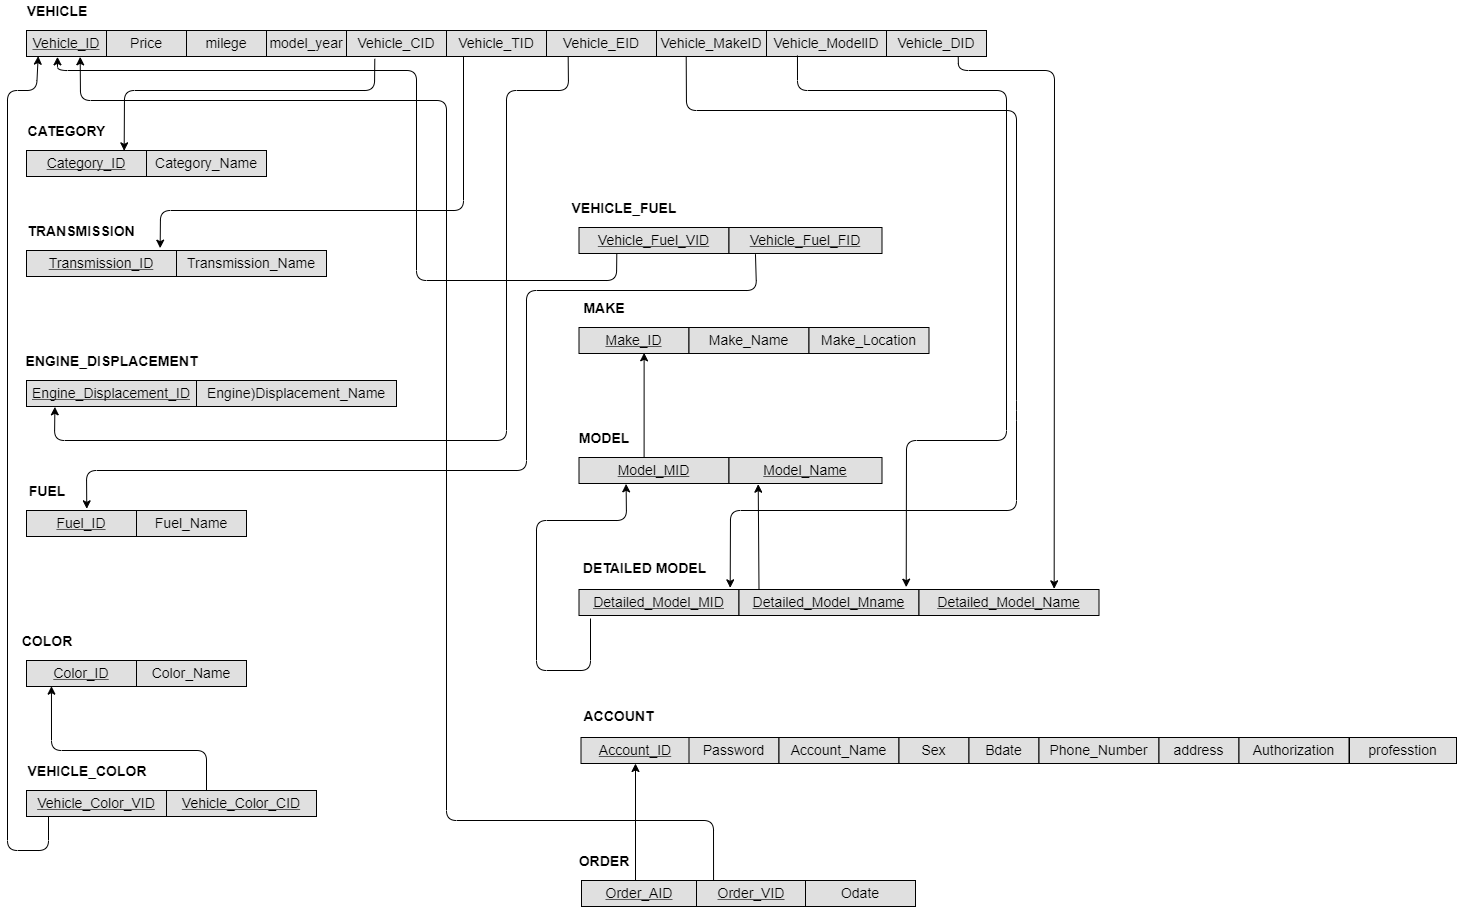 VEHICLE
Vehicle_ID Price milege model_year Vehicle_CID Vehicle_TID Vehicle_EID Vehicle_MakeID Vehicle_ModelID Vehicle_DID
CATEGORY
Category_ID Category_Name
VEHICLE_FUEL
TRANSMISSION
Vehicle_Fuel_VID Vehicle_Fuel_FID
Transmission_ID Transmission_Name
MAKE
Make_ID Make_Name Make_Location
ENGINE_DISPLACEMENT
Engine_Displacement_ID Engine)Displacement_Name
MODEL
Model_MID Model_Name
FUEL
Fuel_ID Fuel_Name
DETAILED MODEL
Detailed_Model_MID Detailed_Model_Mname Detailed_Model_Name
COLOR
Color_ID Color_Name
ACCOUNT
Account_ID Password Account_Name Sex Bdate Phone_Number address Authorization professtion
VEHICLE_COLOR
Vehicle_Color_VID Vehicle_Color_CID
ORDER
Order_AID Order_VID Odate